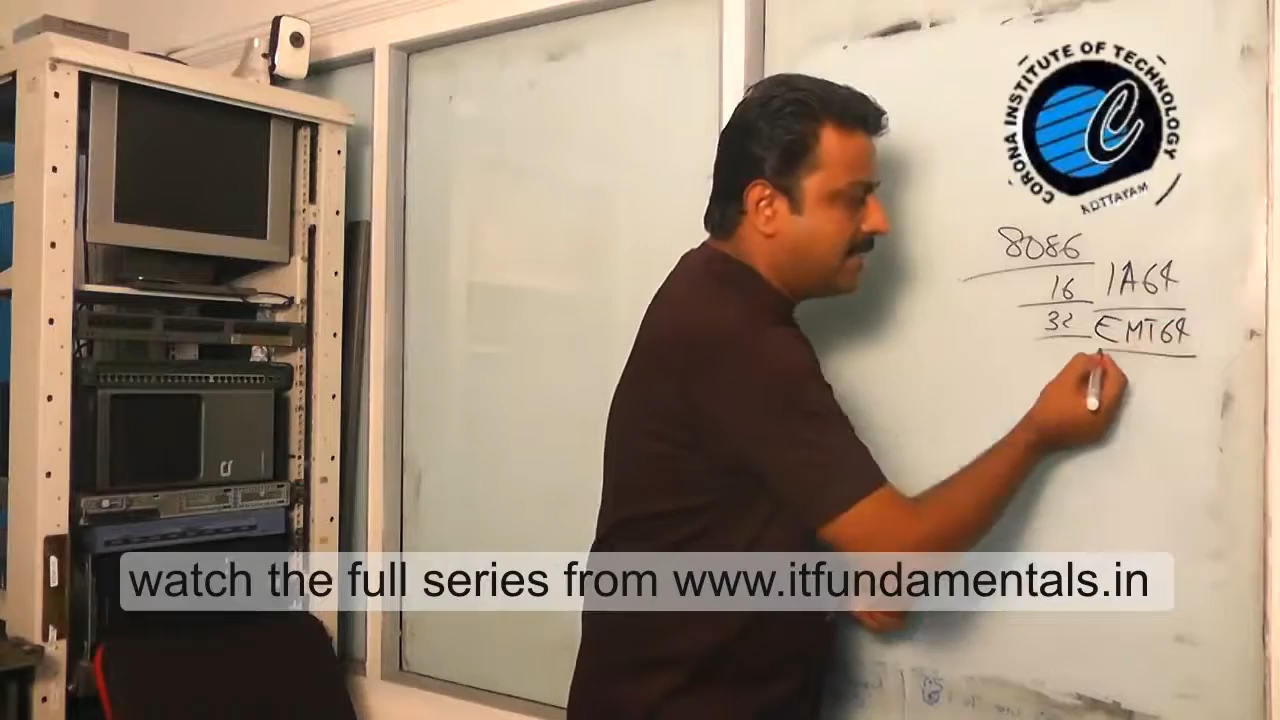 CORONA INSTITUTE OF TECHNOLOGY
C
KOTTAYAM
8086
16 IA64
32 EMT64
watch the full series from www.itfundamentals.in